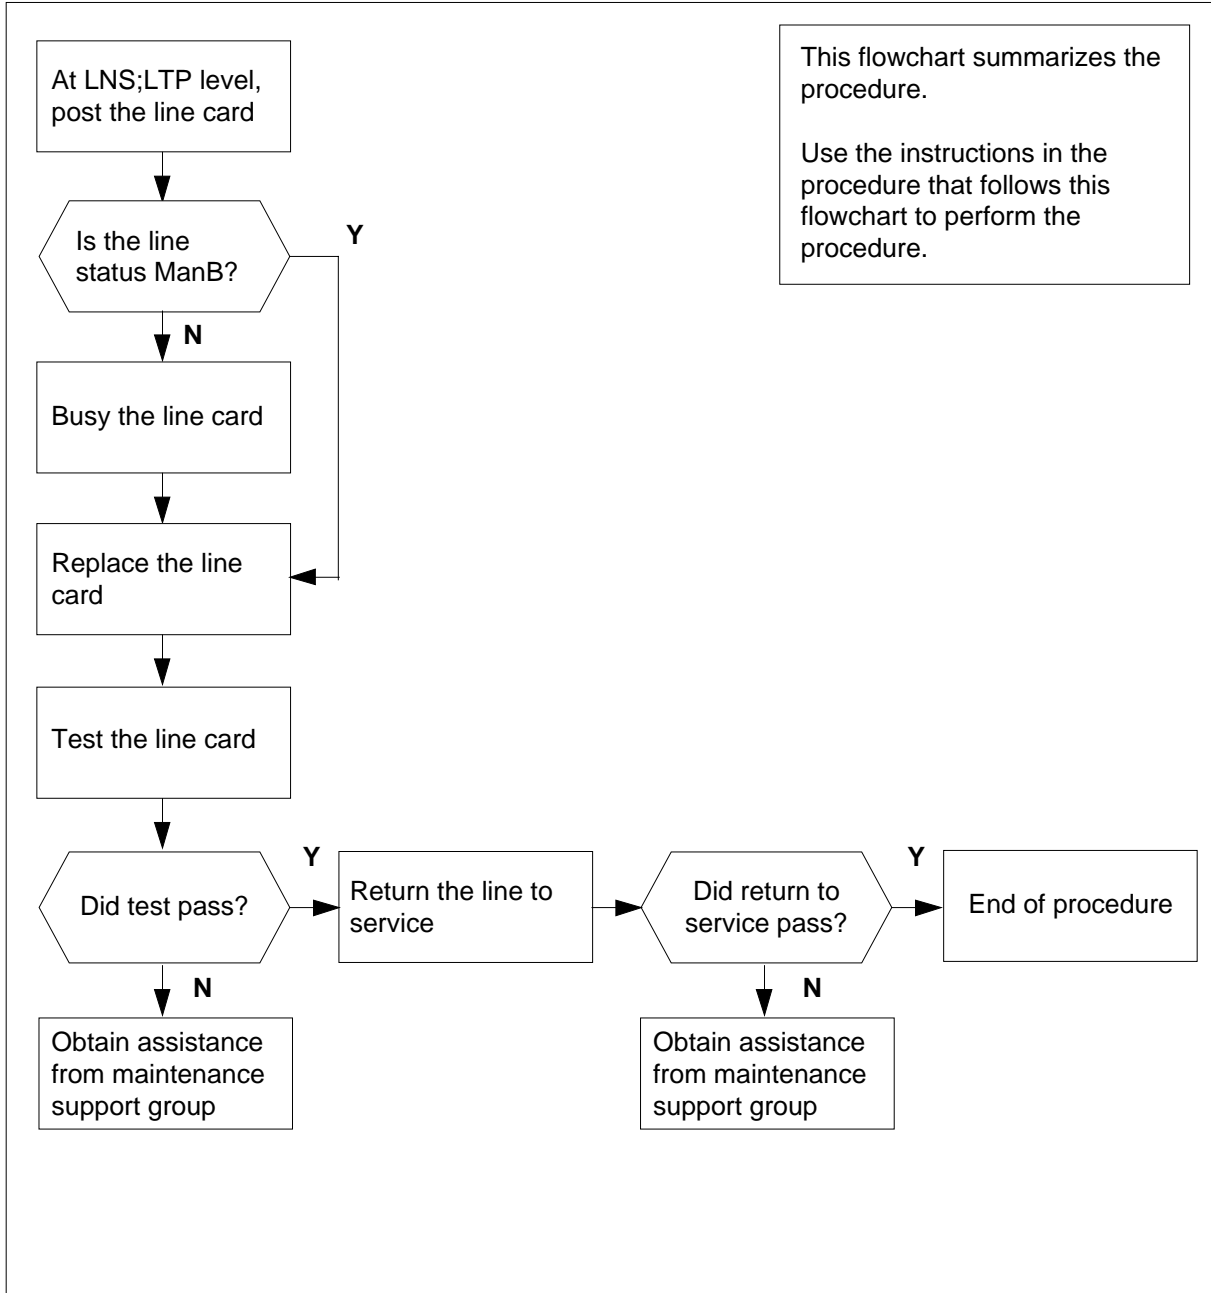 At LNS;LTP level,
post the line card
This flowchart summarizes the
procedure.
Use the instructions in the
procedure that follows this
flowchart to perform the
procedure.
Is the line
status ManB?
Y
N
Busy the line card
Replace the line
card
Test the line card
Did test pass?
Y
Return the line to
service
Did return to
service pass?
Y
End of procedure
N
Obtain assistance
from maintenance
support group
N
Obtain assistance
from maintenance
support group